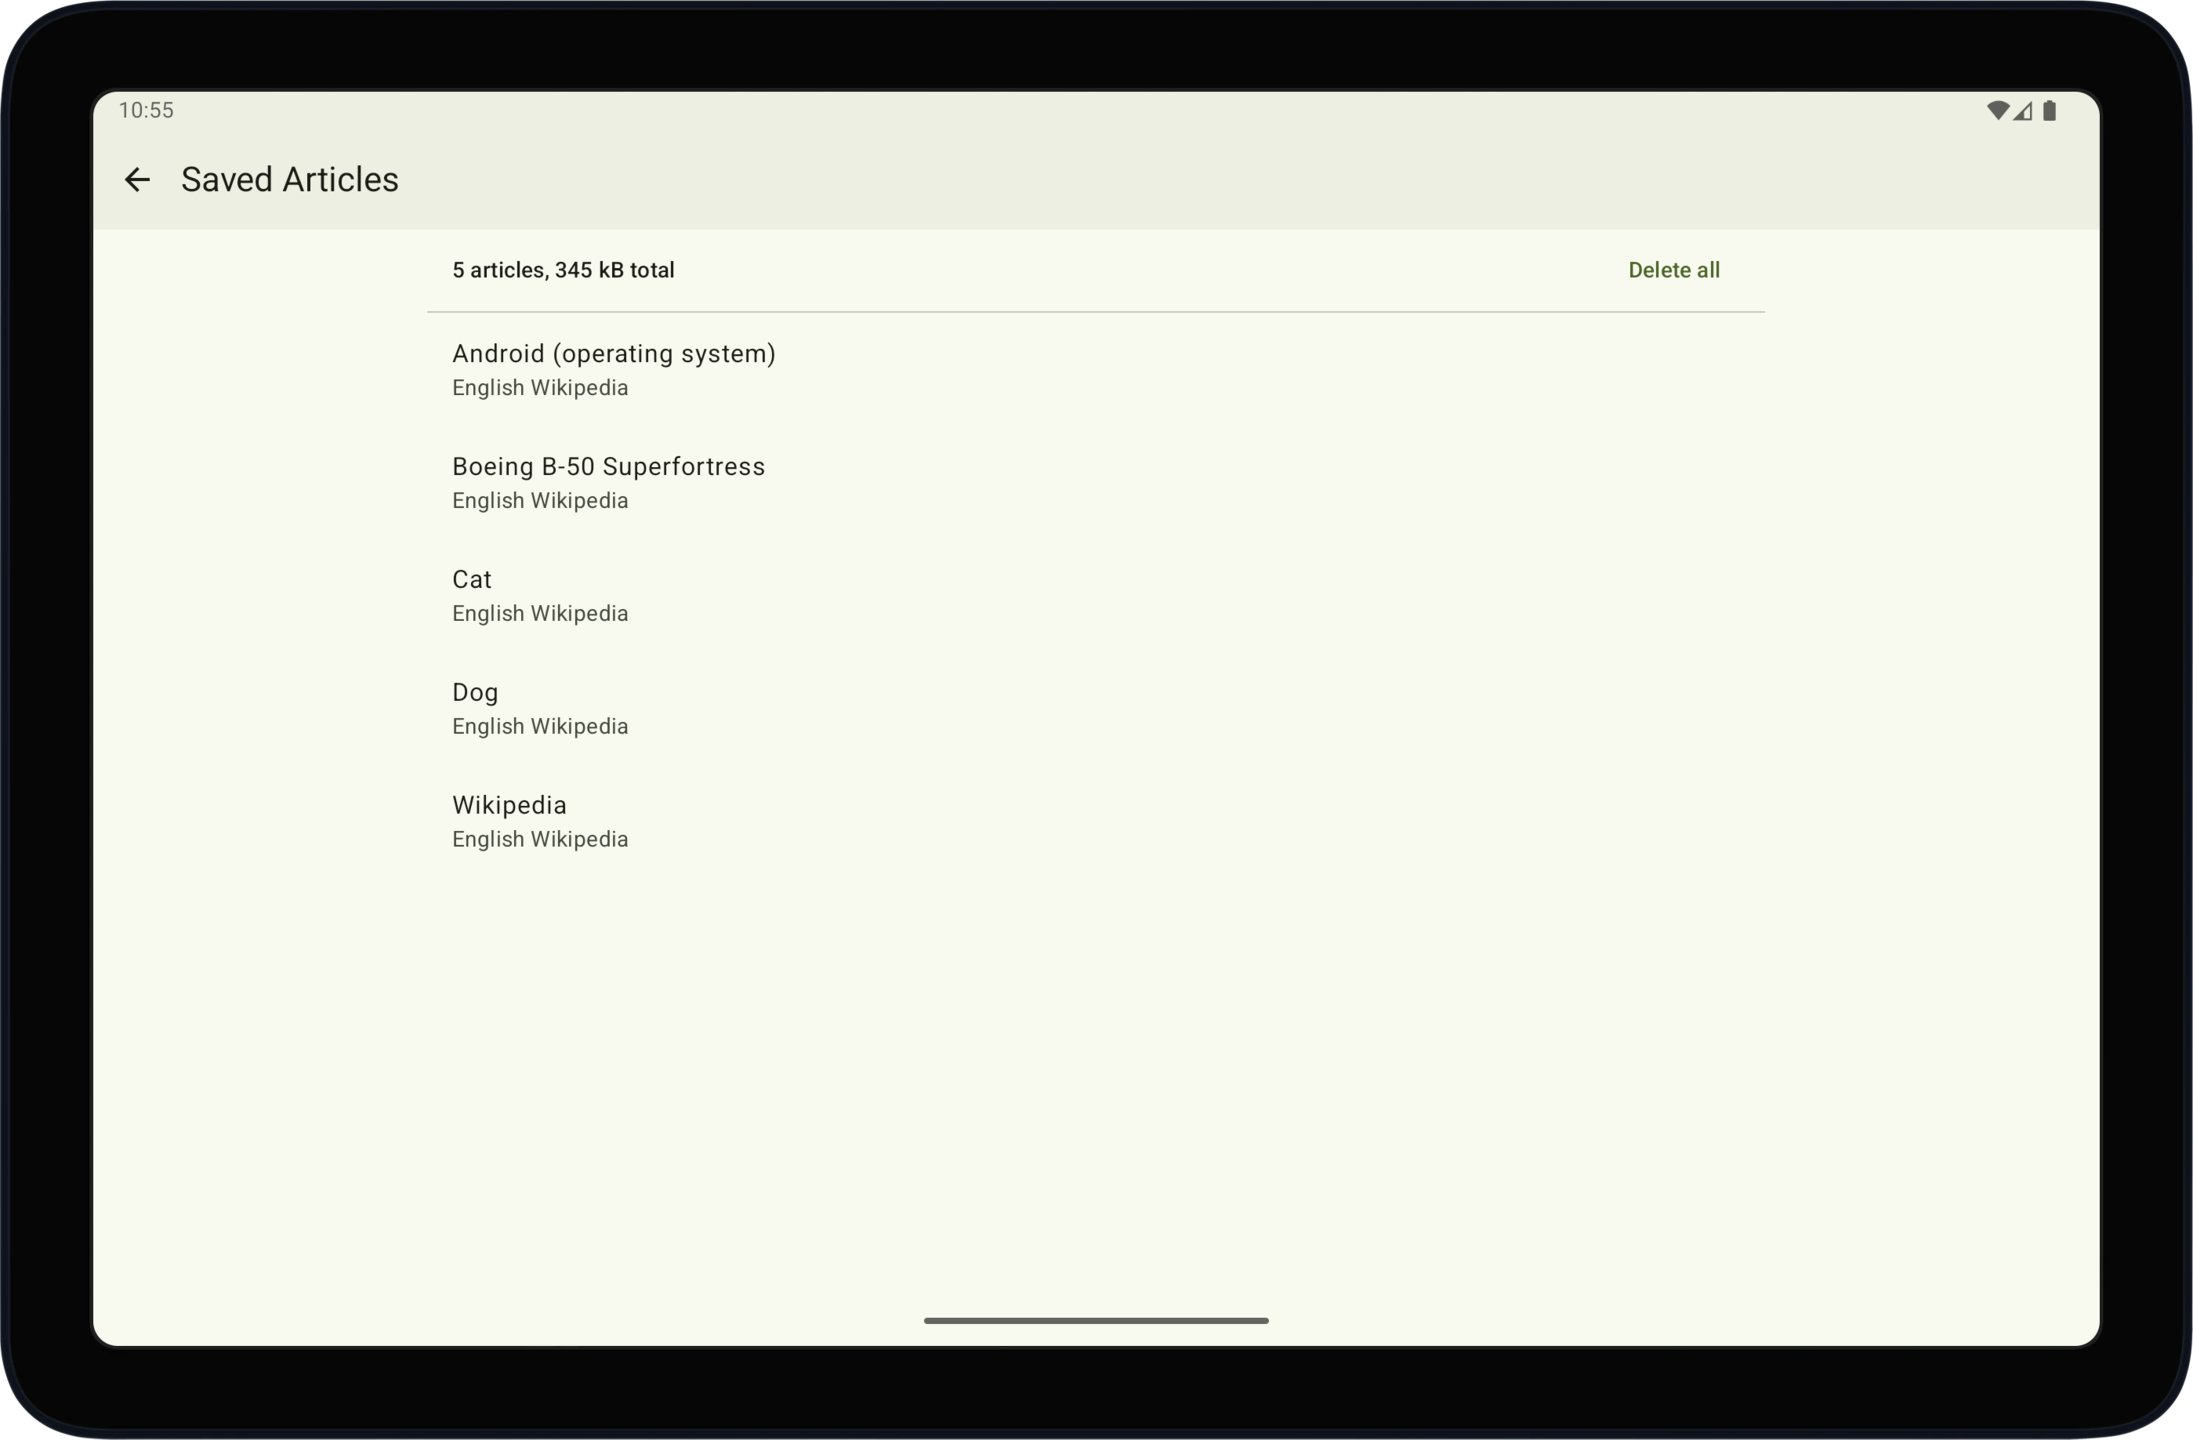 10:55
Saved Articles
5 articles, 345 kB total
Delete all
Android (operating system)
English Wikipedia
Boeing B-50 Superfortress
English Wikipedia
Cat
English Wikipedia
Dog
English Wikipedia
Wikipedia
English Wikipedia